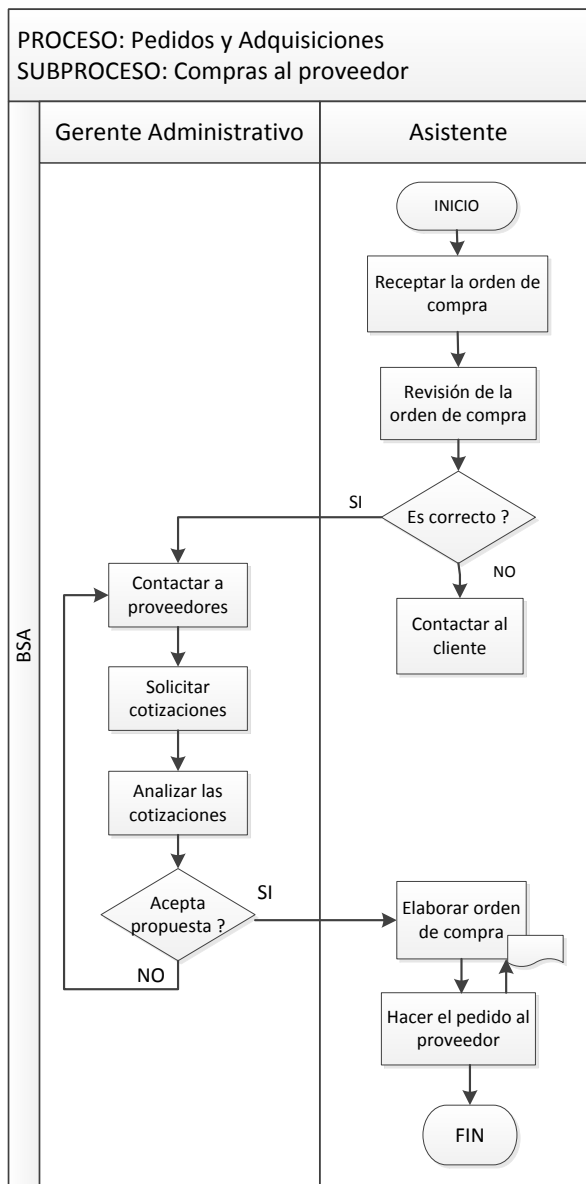 PROCESO: Pedidos y Adquisiciones
SUBPROCESO: Compras al proveedor
Gerente Administrativo
Asistente
BSA
INICIO
Receptar la orden de
compra
Revisión de la
orden de compra
Es correcto ?
SI
NO
Contactar a
proveedores
Contactar al
cliente
Solicitar
cotizaciones
Analizar las
cotizaciones
Acepta
propuesta ?
SI
NO
Elaborar orden
de compra
Hacer el pedido al
proveedor
FIN